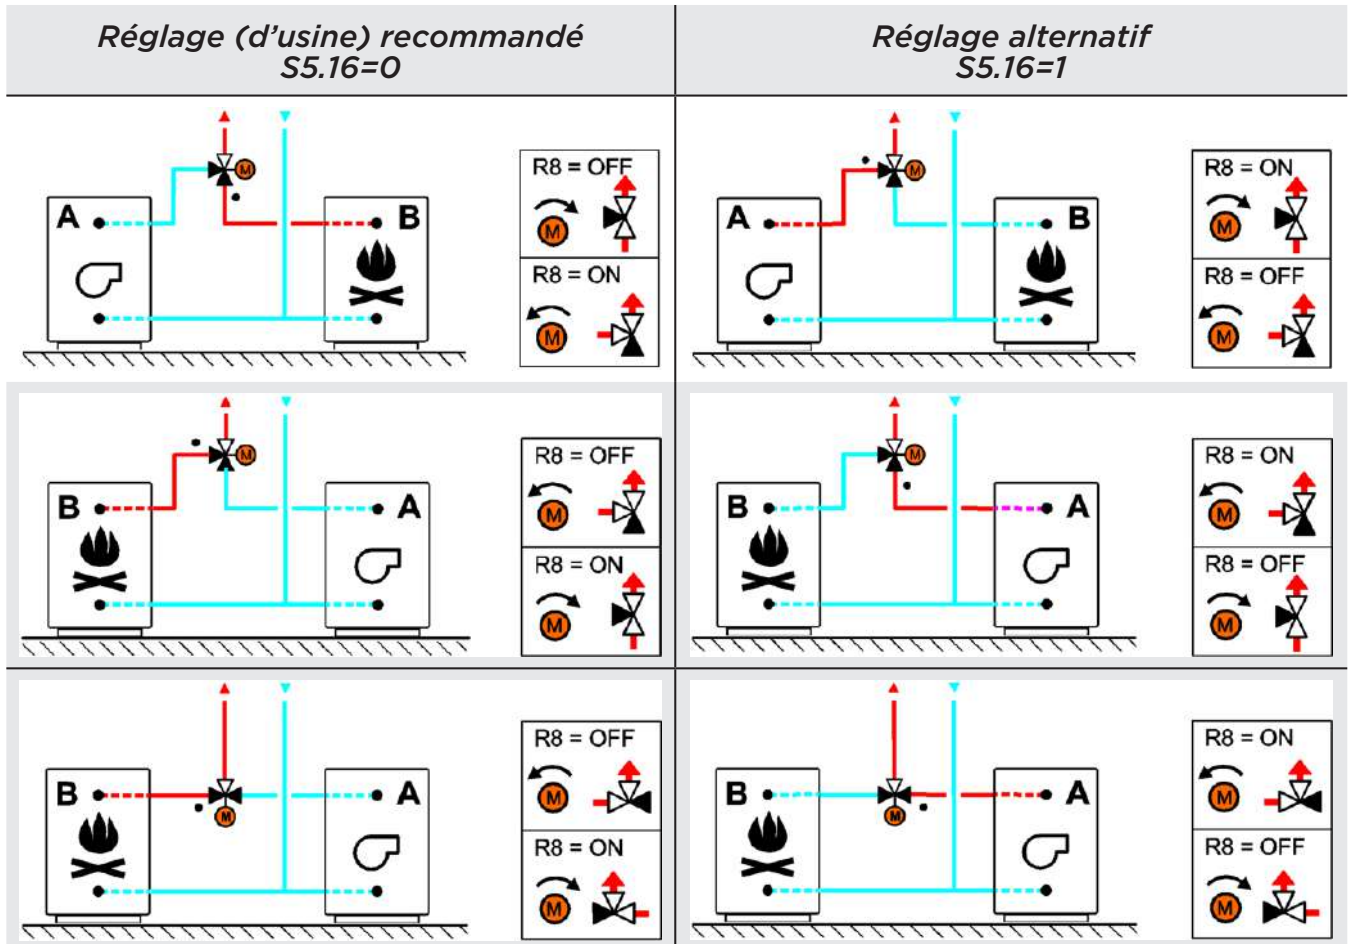 Réglage (d'usine) recommandé
S5.16=0
Réglage alternatif
S5.16=1
A
M
B
R8 = OFF
M
R8 = ON
M
A
M
B
R8 = ON
M
R8 = OFF
M
B
M
A
R8 = OFF
M
R8 = ON
M
B
M
A
R8 = ON
M
R8 = OFF
M
B
M
A
R8 = OFF
M
R8 = ON
M
B
M
A
R8 = ON
M
R8 = OFF
M